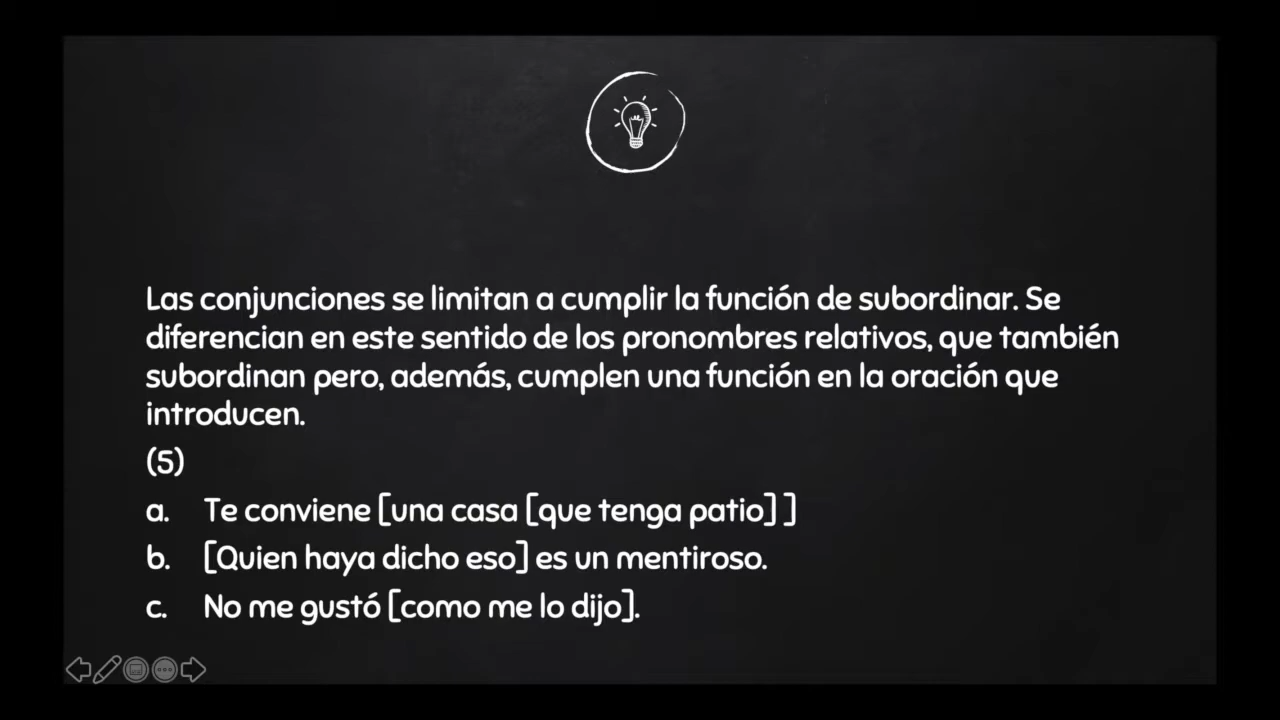 Las conjunciones se limitan a cumplir la función de subordinar. Se
diferencian en este sentido de los pronombres relativos, que también
subordinan pero, además, cumplen una función en la oración que
introducen.
(5)
a. Te conviene [una casa [que tenga patio] ]
b. [Quien haya dicho eso] es un mentiroso.
c. No me gustó [como me lo dijo].